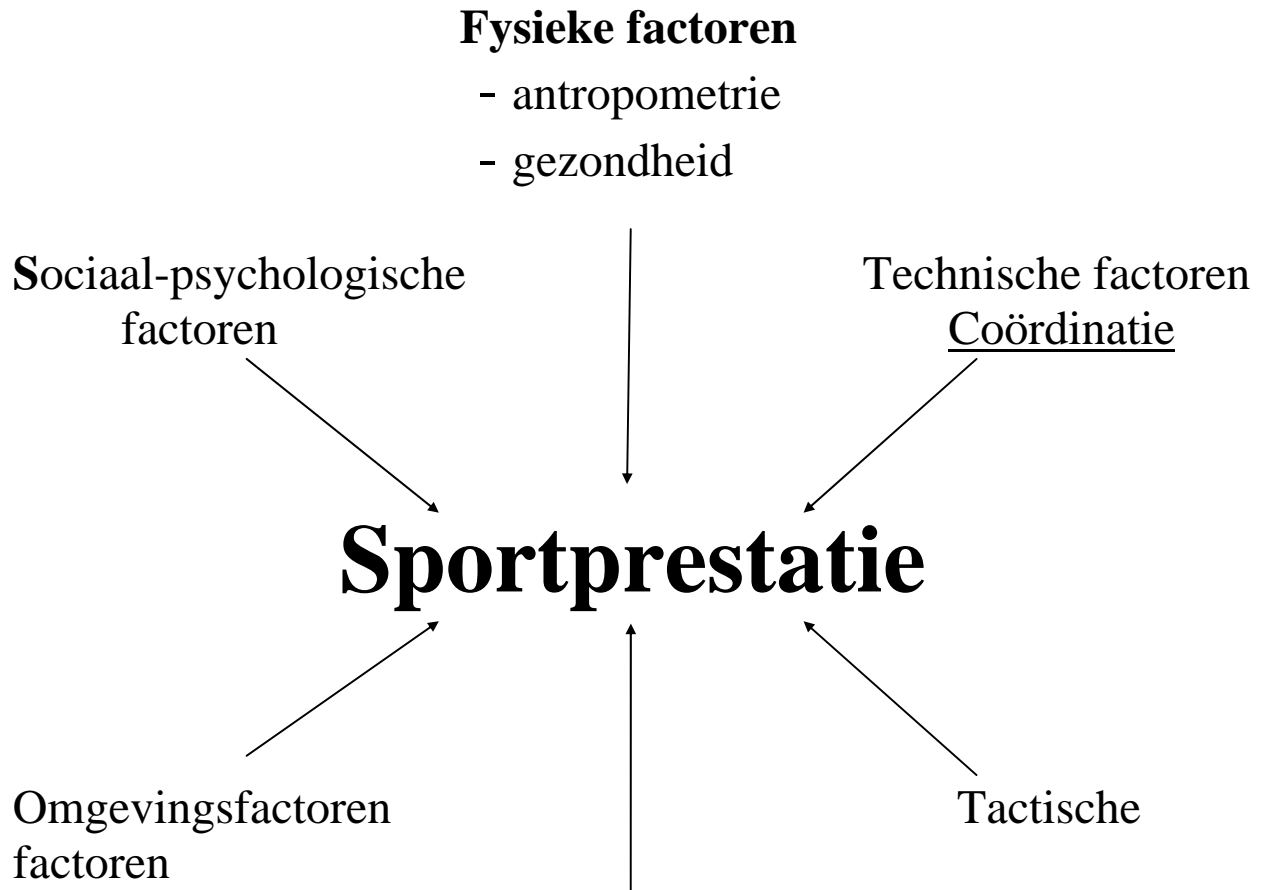 Fysieke factoren
- antropometrie
- gezondheid
Sociaal-psychologische
factoren
Technische factoren
Coördinatie
Sportprestatie
Omgevingsfactoren
factoren
Tactische